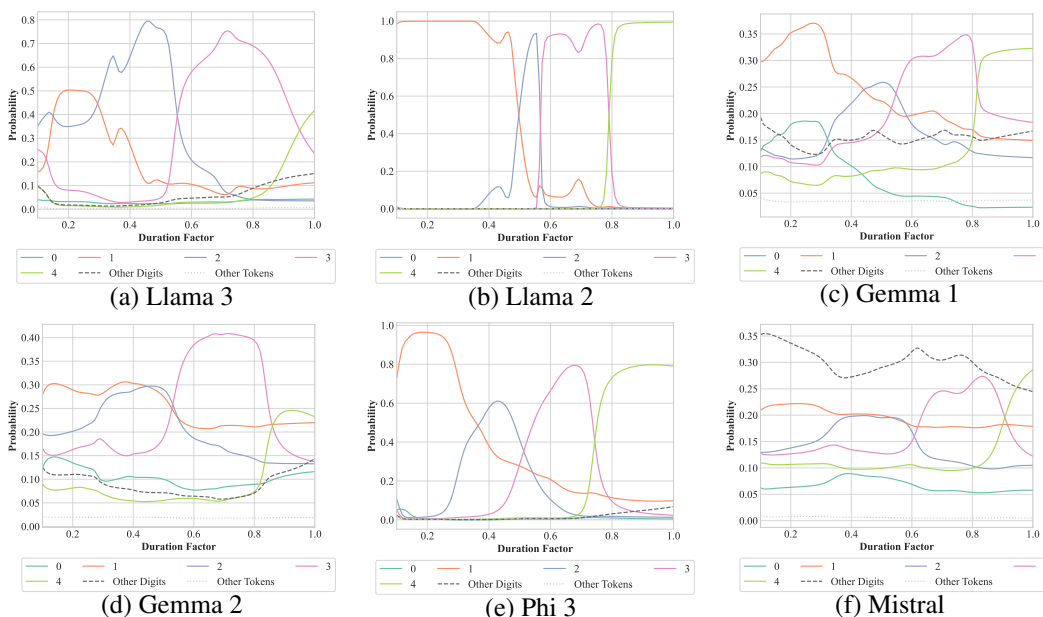 0.8
0.7
0.6
0.5
0.4
0.3
0.2
0.1
0.0
Probability
0.2 0.4 0.6 0.8 1.0
Duration Factor
0 1 2 3
4 Other Digits Other Tokens
(a) Llama 3
1.0
0.8
0.6
0.4
0.2
0.0
Probability
0.2 0.4 0.6 0.8 1.0
Duration Factor
0 1 2 3
4 Other Digits Other Tokens
(b) Llama 2
0.35
0.30
0.25
0.20
0.15
0.10
0.05
Probability
0.2 0.4 0.6 0.8 1.0
Duration Factor
0 1 2
4 Other Digits Other Tokens
(c) Gemma 1
0.40
0.35
0.30
0.25
0.20
0.15
0.10
0.05
0.00
Probability
0.2 0.4 0.6 0.8 1.0
Duration Factor
0 1 2 3
4 Other Digits Other Tokens
(d) Gemma 2
1.0
0.8
0.6
0.4
0.2
0.0
Probability
0.2 0.4 0.6 0.8 1.0
Duration Factor
0 1 2 3
4 Other Digits Other Tokens
(e) Phi 3
0.35
0.30
0.25
0.20
0.15
0.10
0.05
0.00
Probability
0.2 0.4 0.6 0.8 1.0
Duration Factor
0 1 2 3
4 Other Digits Other Tokens
(f) Mistral